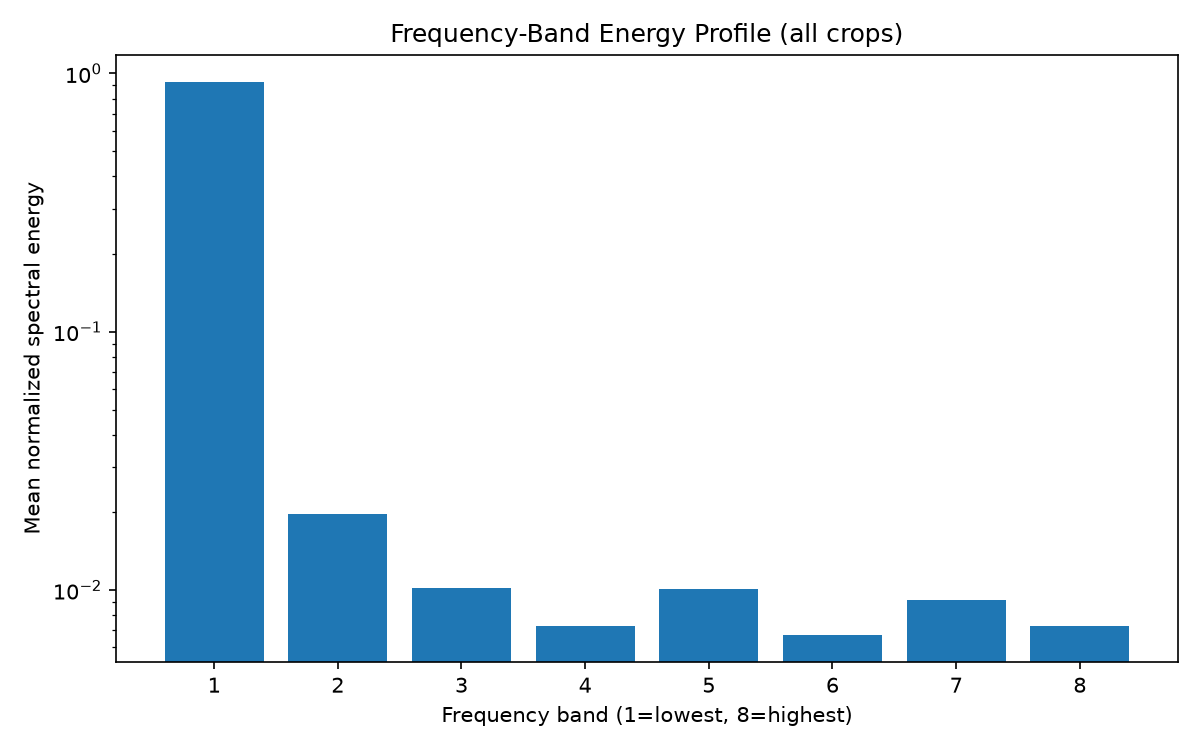 Frequency-Band Energy Profile (all crops)
Mean normalized spectral energy
10⁰
10⁻¹
10⁻²
1 2 3 4 5 6 7 8
Frequency band (1=lowest, 8=highest)